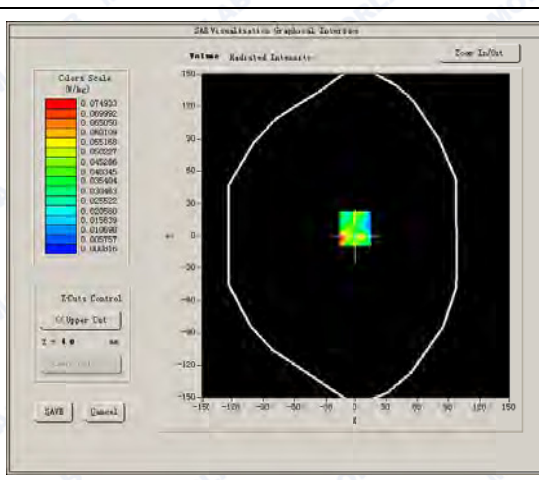 SAR Visualisation Graphical Interface
Volume Radiated Intensity
Zoom In/Out
Colors Scale
(W/kg)
0.074933
0.069992
0.065050
0.060109
0.055168
0.050227
0.045286
0.040345
0.035404
0.030463
0.025522
0.020580
0.015639
0.010698
0.005757
0.000816
150
120
90
60
30
0
-30
-60
-90
-120
-150
-150 -120 -90 -60 -30 0 30 60 90 120 150
X
Z-Cuts Control
Upper Cut
Z = 4.0 mm
SAVE Cancel